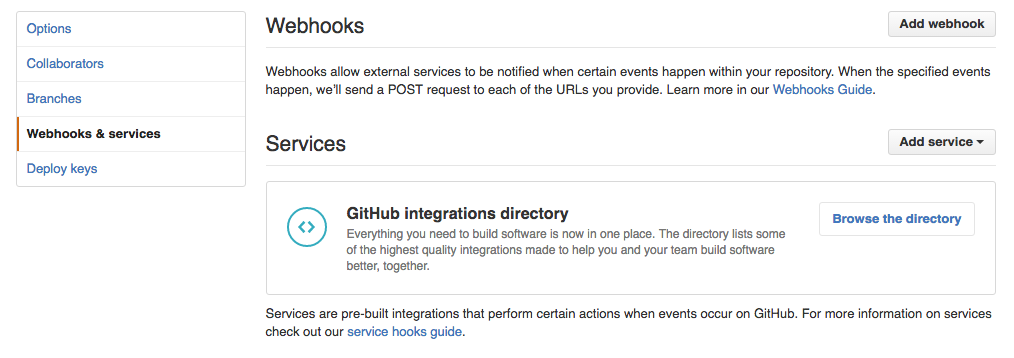 Options
Collaborators
Branches
Webhooks & services
Deploy keys
Webhooks
Add webhook
Webhooks allow external services to be notified when certain events happen within your repository. When the specified events
happen, we'll send a POST request to each of the URLs you provide. Learn more in our Webhooks Guide.
Services
Add service
GitHub integrations directory
Everything you need to build software is now in one place. The directory lists some
of the highest quality integrations made to help you and your team build software
better, together.
Browse the directory
Services are pre-built integrations that perform certain actions when events occur on GitHub. For more information on services
check out our service hooks guide.